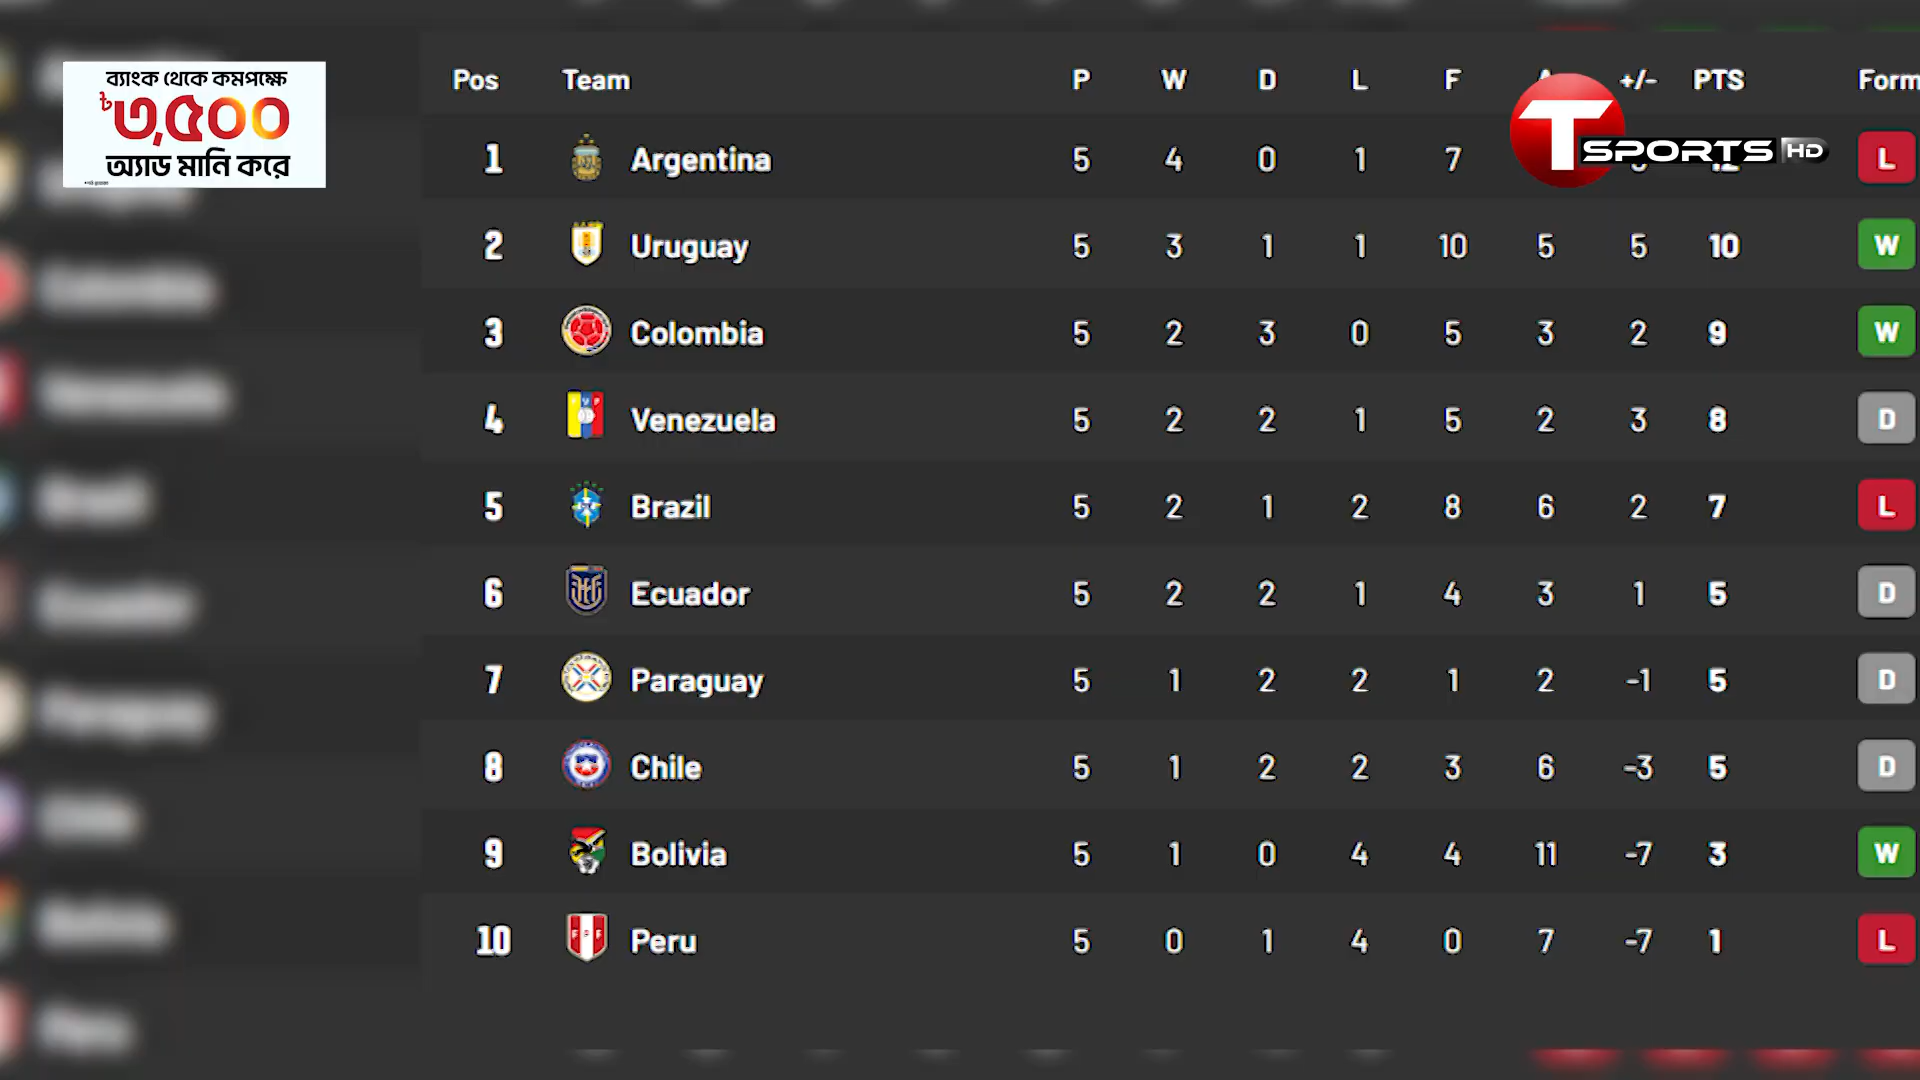 ব্যাংক থেকে কমপক্ষে
৳৩,৫০০
অ্যাড মানি করে
Pos Team P W D L F +/- PTS Form
1 Argentina 5 4 0 1 7 L
2 Uruguay 5 3 1 1 10 5 5 10 W
3 Colombia 5 2 3 0 5 3 2 9 W
4 Venezuela 5 2 2 1 5 2 3 8 D
5 Brazil 5 2 1 2 8 6 2 7 L
6 Ecuador 5 2 2 1 4 3 1 5 D
7 Paraguay 5 1 2 2 1 2 -1 5 D
8 Chile 5 1 2 2 3 6 -3 5 D
9 Bolivia 5 1 0 4 4 11 -7 3 W
10 Peru 5 0 1 4 0 7 -7 1 L
T SPORTS HD